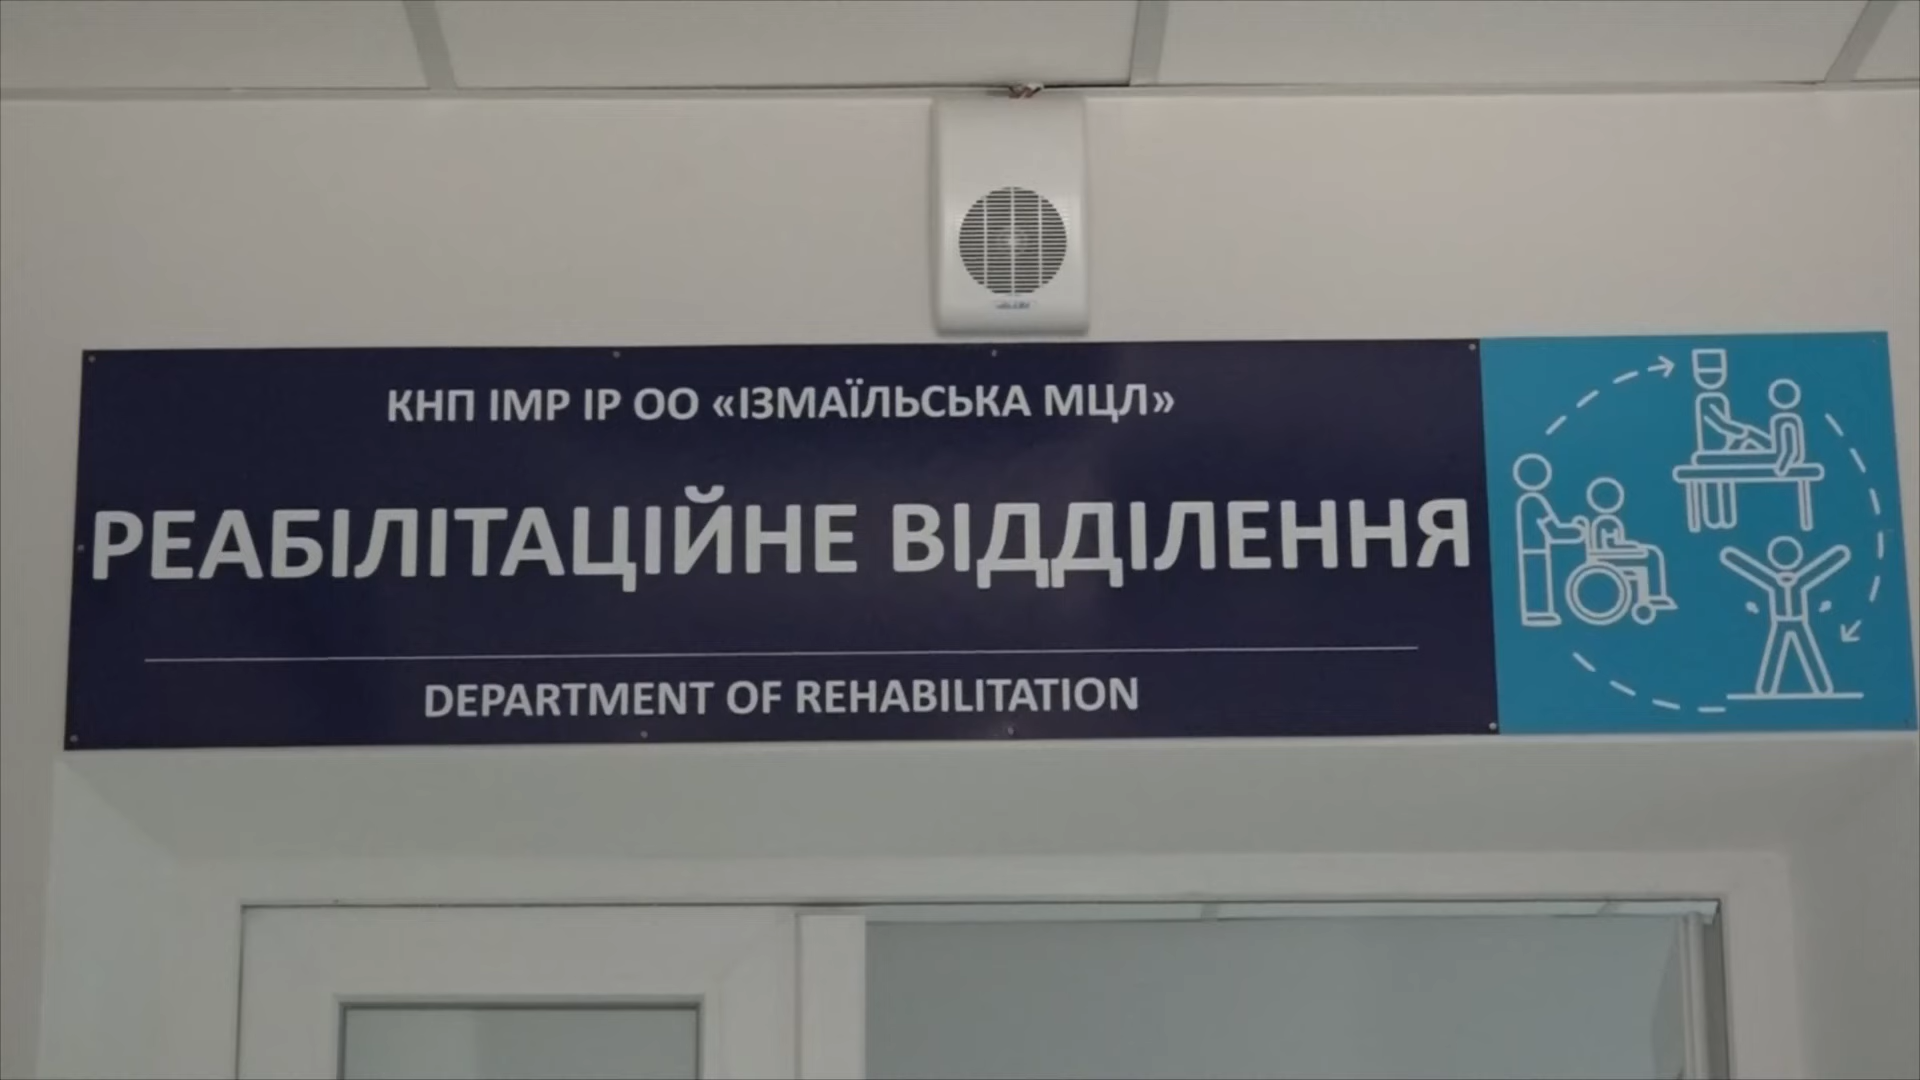 КНП ІМР ІР ОО «ІЗМАЇЛЬСЬКА МЦЛ»
РЕАБІЛІТАЦІЙНЕ ВІДДІЛЕННЯ
DEPARTMENT OF REHABILITATION